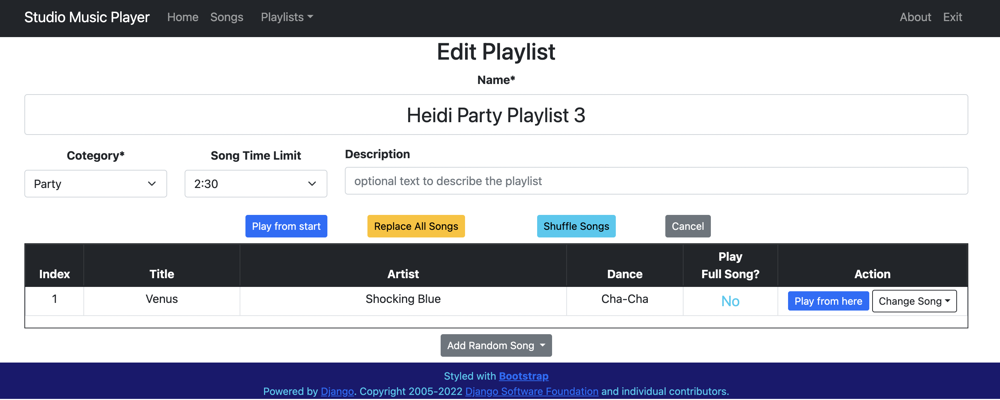 Studio Music Player Home Songs Playlists About Exit
Edit Playlist
Name*
Heidi Party Playlist 3
Cotegory* Song Time Limit Description
Party 2:30 optional text to describe the playlist
Play from start Replace All Songs Shuffle Songs Cancel
Index Title Artist Dance Play Full Song? Action
1 Venus Shocking Blue Cha-Cha No Play from here Change Song
Add Random Song
Styled with Bootstrap
Powered by Django. Copyright 2005-2022 Django Software Foundation and individual contributors.